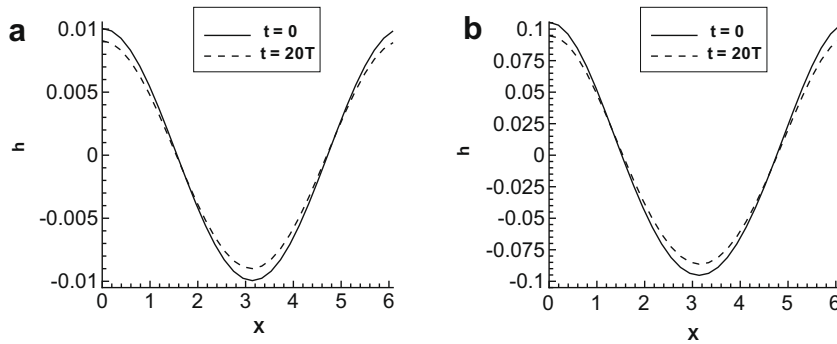 a
t = 0
t = 20T
0.01
0.005
0
-0.005
-0.01
h
0 1 2 3 4 5 6
X
b
t = 0
t = 20T
0.1
0.075
0.05
0.025
0
-0.025
-0.05
-0.075
-0.1
h
0 1 2 3 4 5 6
X